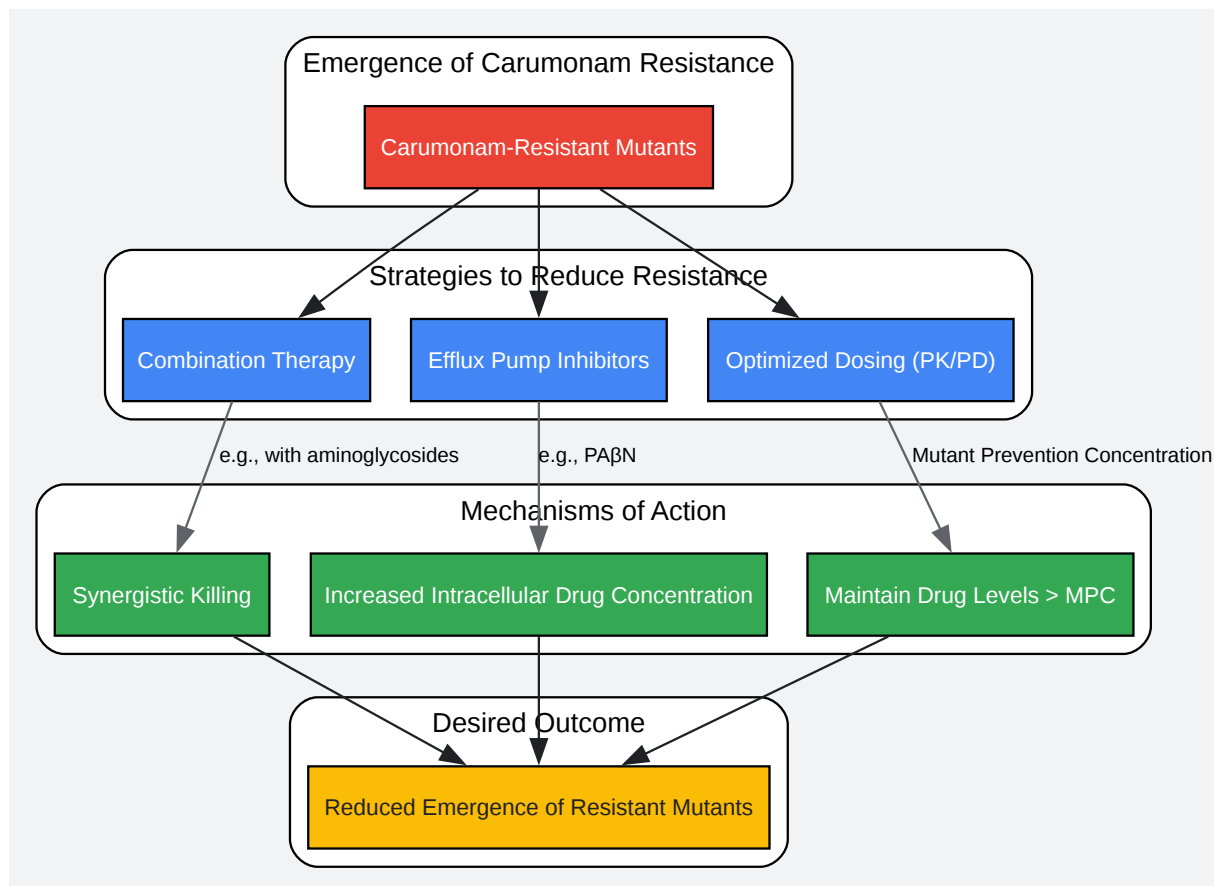 Emergence of Carumonam Resistance
Carumonam-Resistant Mutants
Strategies to Reduce Resistance
Combination Therapy
Efflux Pump Inhibitors
Optimized Dosing (PK/PD)
e.g., with aminoglycosides
e.g., PAβN
Mutant Prevention Concentration
Mechanisms of Action
Synergistic Killing
Increased Intracellular Drug Concentration
Maintain Drug Levels > MPC
Desired Outcome
Reduced Emergence of Resistant Mutants